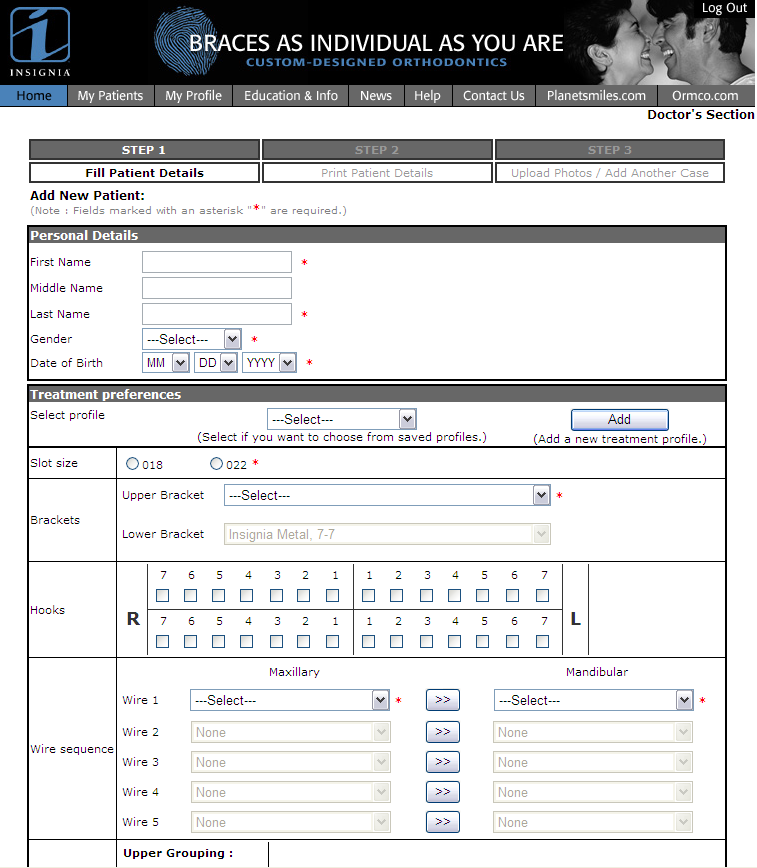 Log Out
BRACES AS INDIVIDUAL AS YOU ARE
CUSTOM-DESIGNED ORTHODONTICS
INSIGNIA
Home My Patients My Profile Education & Info News Help Contact Us Planetsmiles.com Ormco.com
Doctor's Section
STEP 1 STEP 2 STEP 3
Fill Patient Details Print Patient Details Upload Photos / Add Another Case
Add New Patient:
(Note : Fields marked with an asterisk "*" are required.)
Personal Details
First Name *
Middle Name
Last Name *
Gender ---Select--- *
Date of Birth MM DD YYYY *
Treatment preferences
Select profile ---Select--- Add
(Select if you want to choose from saved profiles.) (Add a new treatment profile.)
Slot size 018 022 *
Upper Bracket ---Select--- *
Brackets
Lower Bracket Insignia Metal, 7-7
7 6 5 4 3 2 1 1 2 3 4 5 6 7
Hooks R L
7 6 5 4 3 2 1 1 2 3 4 5 6 7
Maxillary Mandibular
Wire 1 ---Select--- * >> ---Select--- *
Wire 2 None >> None
Wire sequence
Wire 3 None >> None
Wire 4 None >> None
Wire 5 None >> None
Upper Grouping :